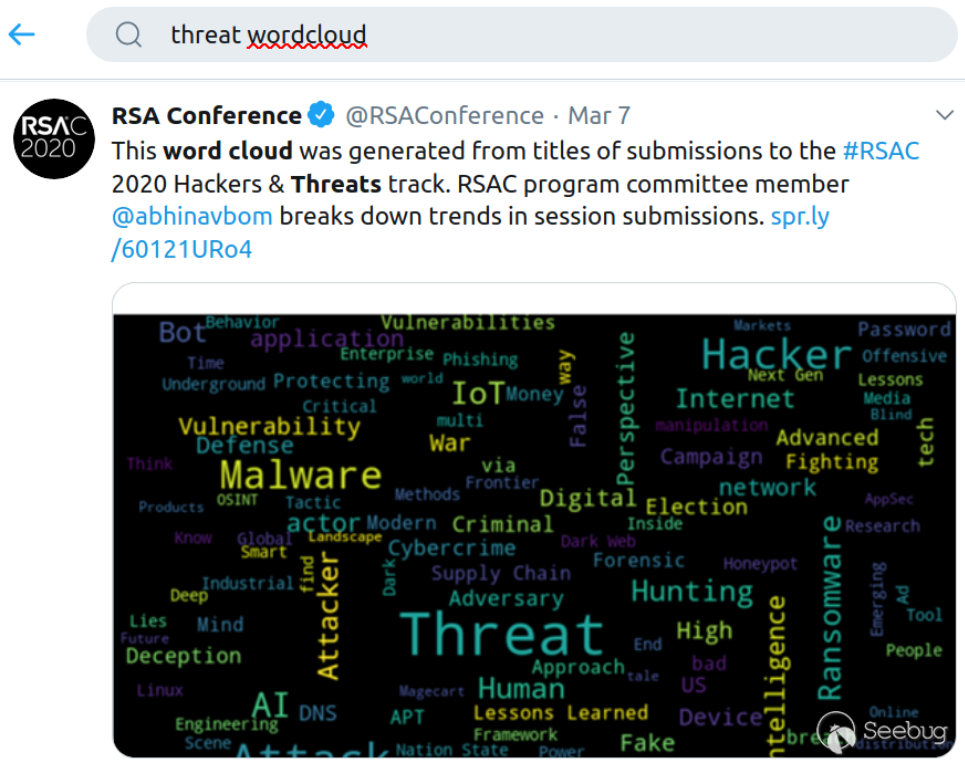 threat wordcloud
RSAC
2020
RSA Conference @RSAConference · Mar 7
This word cloud was generated from titles of submissions to the #RSAC
2020 Hackers & Threats track. RSAC program committee member
@abhinavbom breaks down trends in session submissions. spr.ly
/60121URo4
Bot
Behavior
Vulnerabilities
Markets
Password
application
Hacker
Offensive
Time
Enterprise
Phishing
way
Perspective
Next Gen
Lessons
Underground
Protecting
world
IoT
Money
False
Internet
Media
Blind
Critical
multi
manipulation
tech
Vulnerability
War
Advanced
Defense
Campaign
Fighting
Think
Malware
via
Frontier
network
Products
OSINT
Tactic
Methods
Digital
Election
AppSec
actor
Modern
Criminal
Inside
Research
Know
Global
Landscape
Dark Web
Smart
Cybercrime
Forensic
Honeypot
Ransomware
find
Attacker
Dark
Supply Chain
Industrial
Hunting
Emerging
Ad
Deep
Adversary
Tool
Lies
Mind
Threat
High
Intelligence
Future
End
People
Deception
Approach
bad
tale
US
Linux
Magecart
Human
AI
DNS
APT
Lessons Learned
Device
Online
Engineering
Framework
Scene
Attack
Nation State
Power
Fake
distribution
Seebug